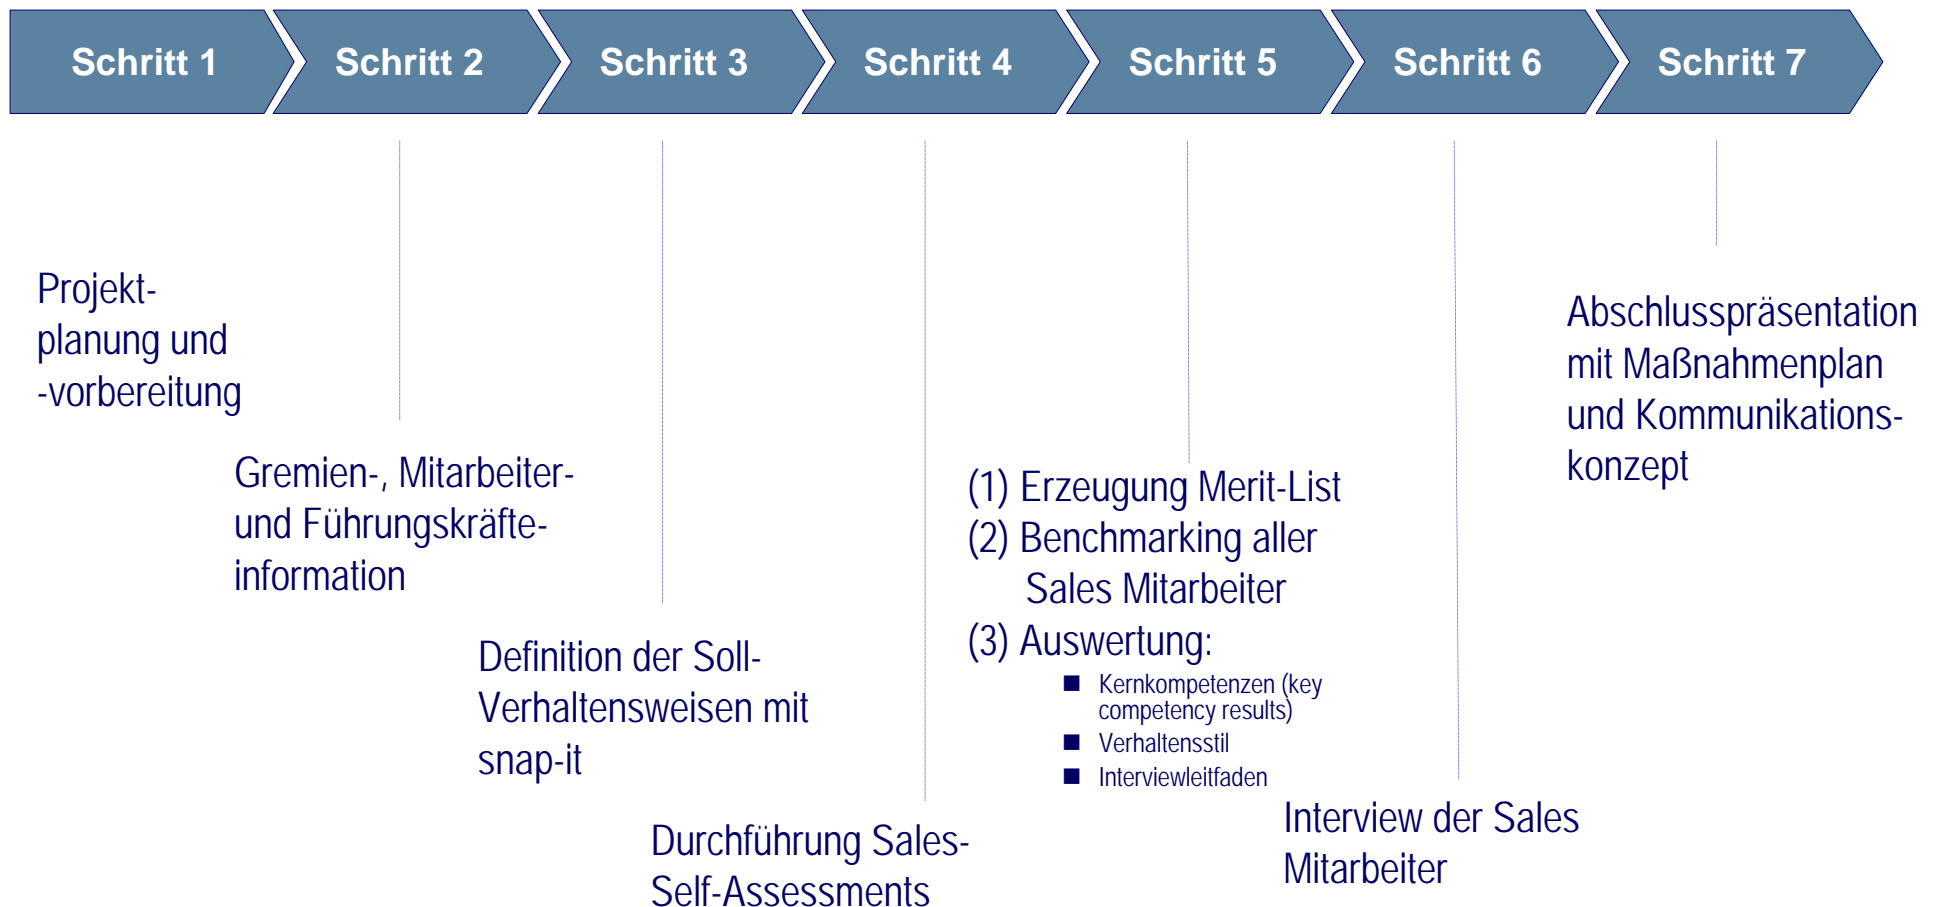 Schritt 1
Schritt 2
Schritt 3
Schritt 4
Schritt 5
Schritt 6
Schritt 7
Projekt-
planung und
-vorbereitung
Gremien-, Mitarbeiter-
und Führungskräfte-
information
Definition der Soll-
Verhaltensweisen mit
snap-it
Durchführung Sales-
Self-Assessments
(1) Erzeugung Merit-List
(2) Benchmarking aller
Sales Mitarbeiter
(3) Auswertung:
■ Kernkompetenzen (key
competency results)
■ Verhaltensstil
■ Interviewleitfaden
Interview der Sales
Mitarbeiter
Abschlusspräsentation
mit Maßnahmenplan
und Kommunikations-
konzept